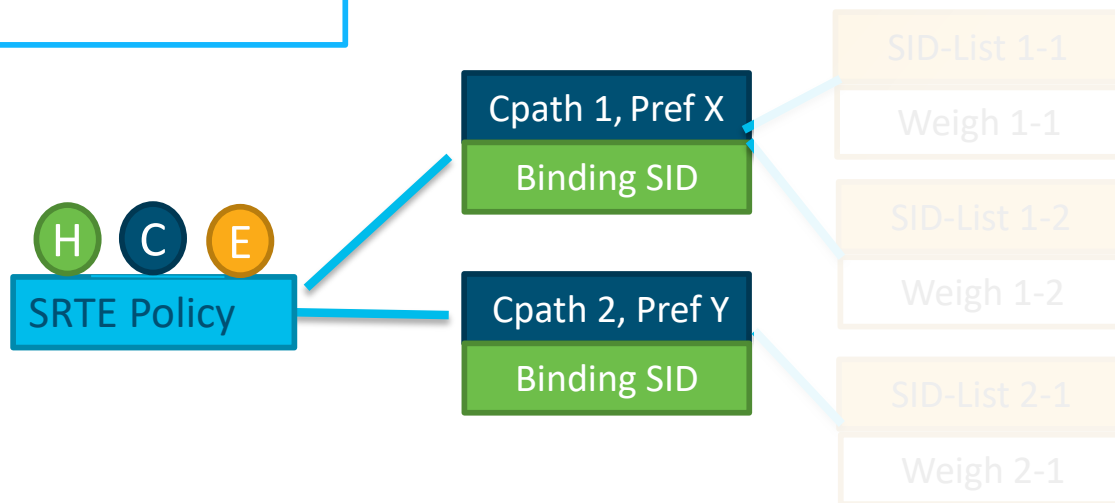 H C E
SRTE Policy
Cpath 1, Pref X
Binding SID
Cpath 2, Pref Y
Binding SID
SID-List 1-1
Weigh 1-1
SID-List 1-2
Weigh 1-2
SID-List 2-1
Weigh 2-1